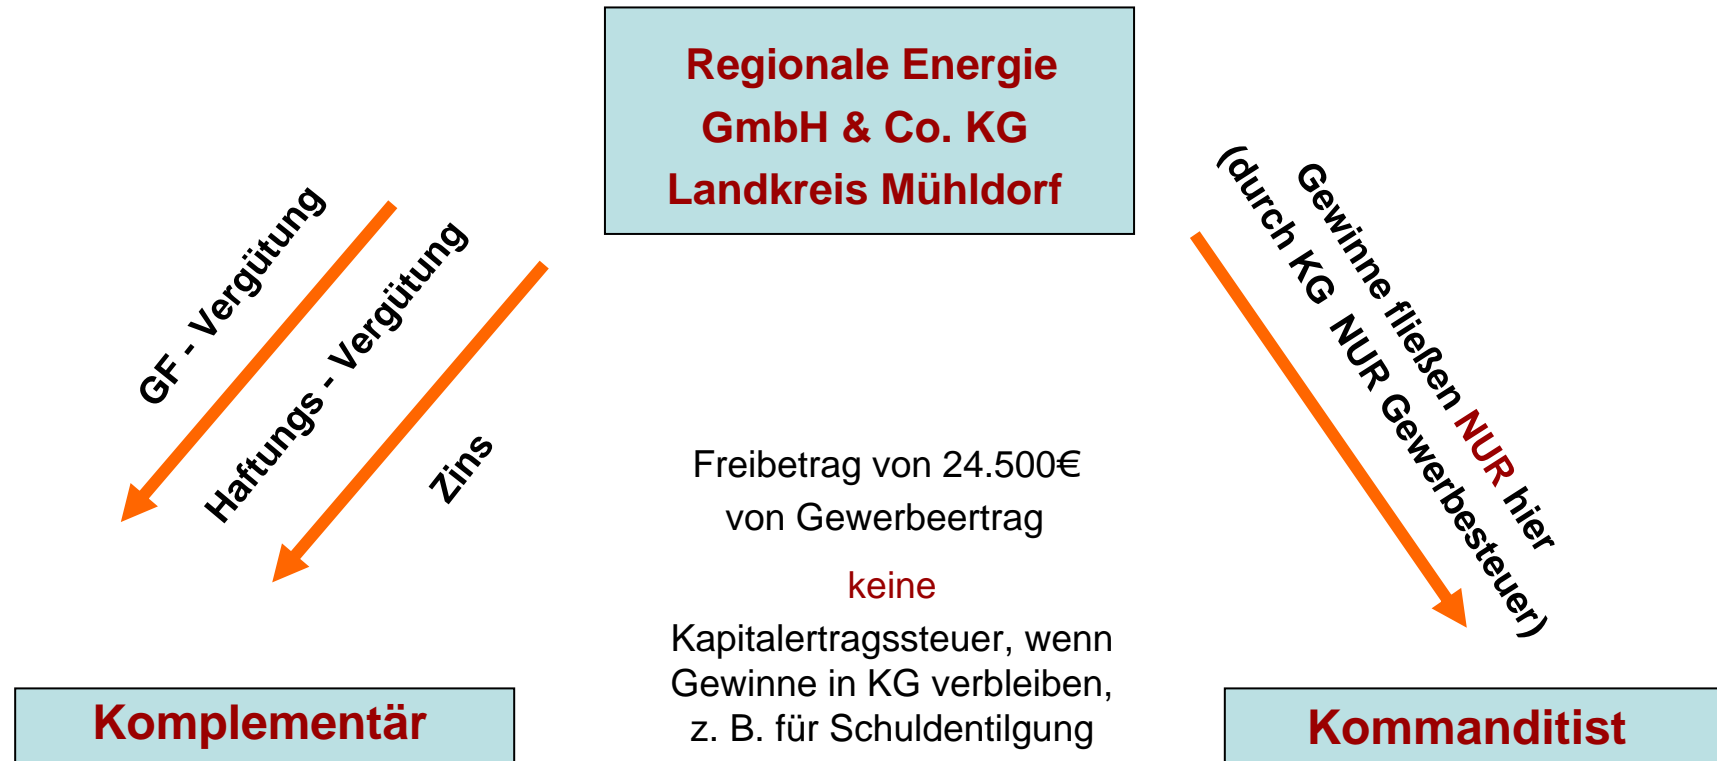 Regionale Energie
GmbH & Co. KG
Landkreis Mühldorf
GF - Vergütung
Haftungs - Vergütung
Zins
Gewinne fließen NUR hier
(durch KG NUR Gewerbesteuer)
Freibetrag von 24.500€
von Gewerbeertrag
keine
Kapitalertragssteuer, wenn
Gewinne in KG verbleiben,
z. B. für Schuldentilgung
Komplementär
Kommanditist